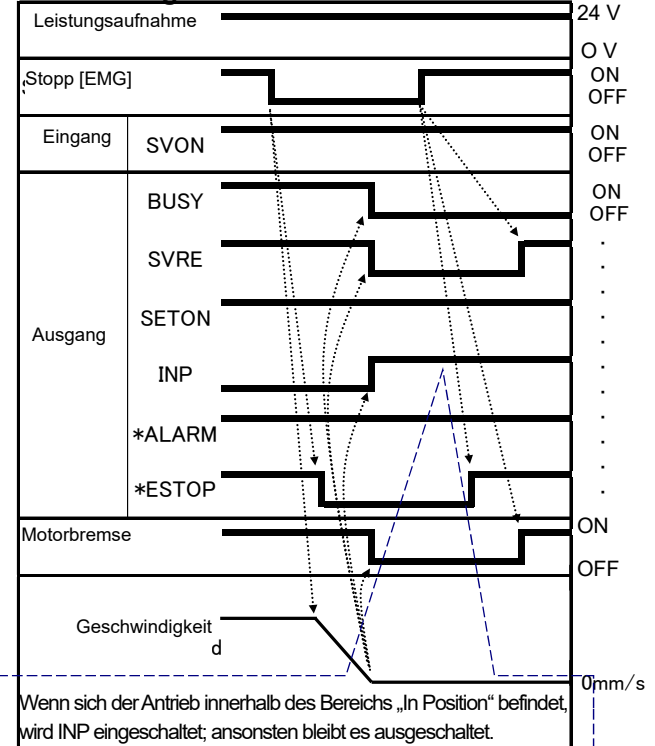 Leistungsaufnahme
24 V
0 V
Stopp [EMG]
ON
OFF
Eingang
SVON
ON
OFF
Ausgang
BUSY
ON
OFF
SVRE
SETON
INP
*ALARM
*ESTOP
Motorbremse
ON
OFF
Geschwindigkeit
d
0mm/s
Wenn sich der Antrieb innerhalb des Bereichs „In Position“ befindet,
wird INP eingeschaltet; ansonsten bleibt es ausgeschaltet.